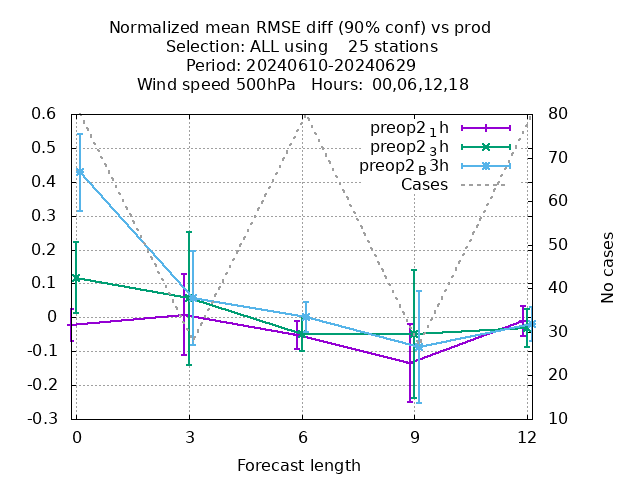 Normalized mean RMSE diff (90% conf) vs prod
Selection: ALL using    25 stations
Period: 20240610-20240629
Wind speed 500hPa   Hours: 00,06,12,18
preop2 1h
preop2 3h
preop2 B3h
Cases
0.6
0.5
0.4
0.3
0.2
0.1
0
-0.1
-0.2
-0.3
80
70
60
50
40
30
20
10
No cases
0 3 6 9 12
Forecast length